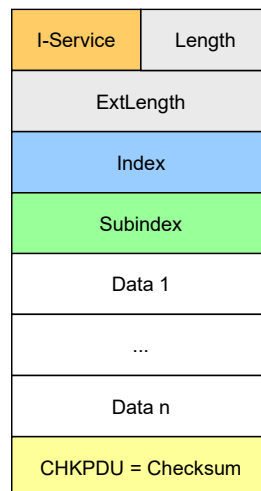 I-Service Length
ExtLength
Index
Subindex
Data 1
...
Data n
CHKPDU = Checksum